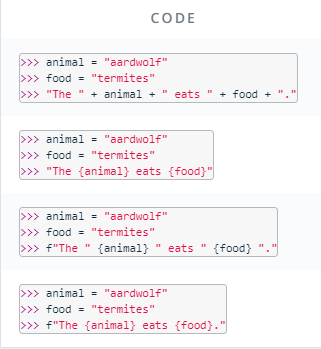 CODE
>>> animal = "aardwolf"
>>> food = "termites"
>>> "The " + animal + " eats " + food + "."
>>> animal = "aardwolf"
>>> food = "termites"
>>> "The {animal} eats {food}"
>>> animal = "aardwolf"
>>> food = "termites"
>>> f"The " {animal} " eats " {food} "."
>>> animal = "aardwolf"
>>> food = "termites"
>>> f"The {animal} eats {food}."